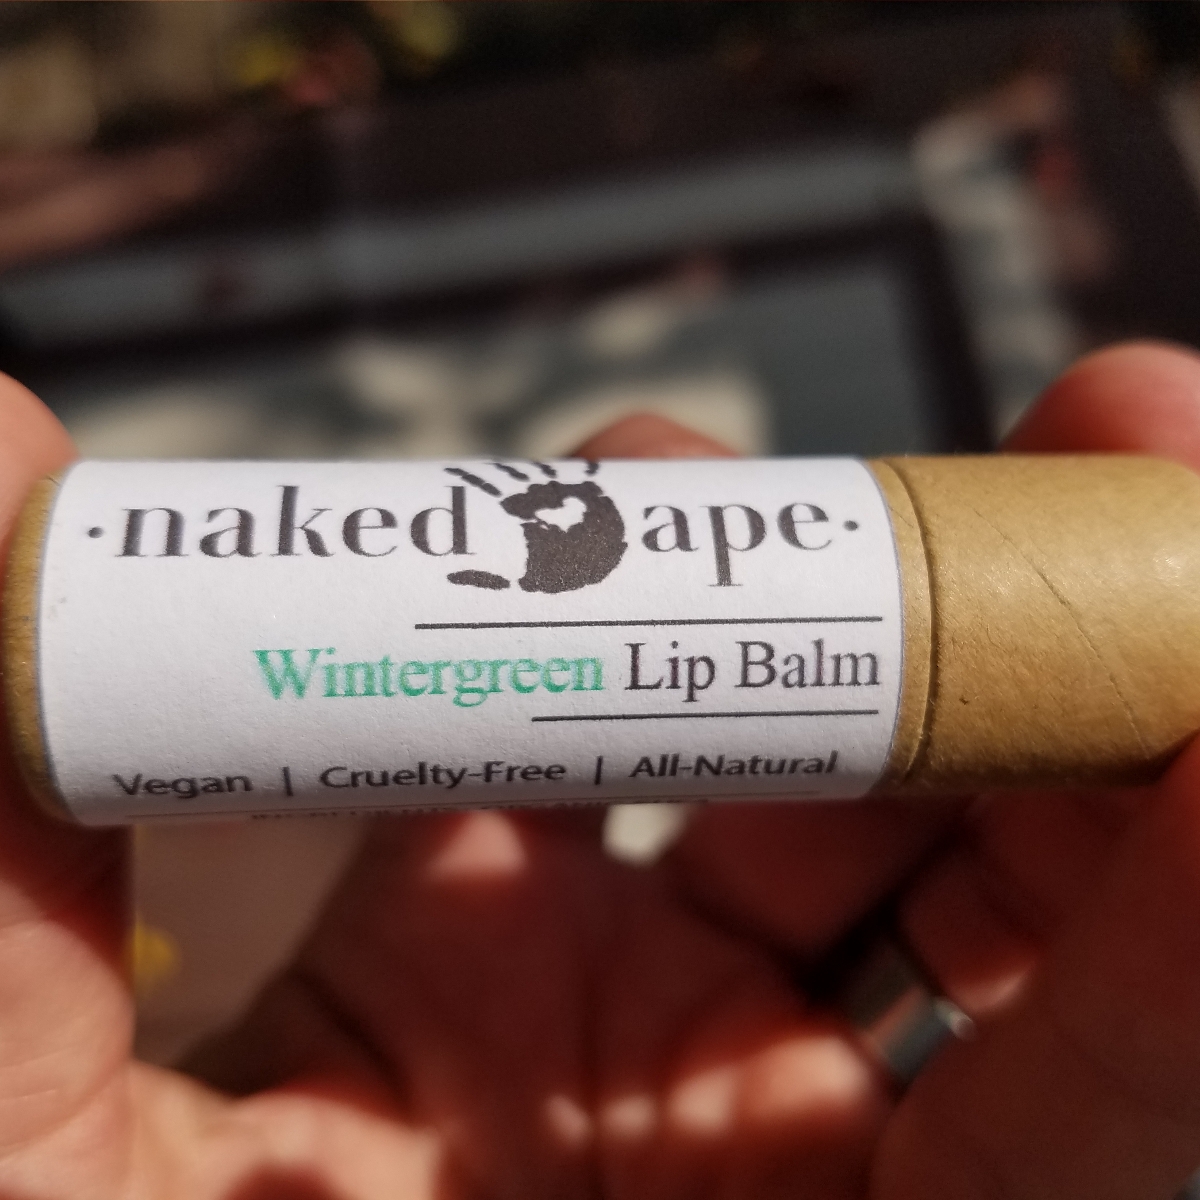 ·naked ape·
Wintergreen Lip Balm
Vegan | Cruelty-Free | All-Natural